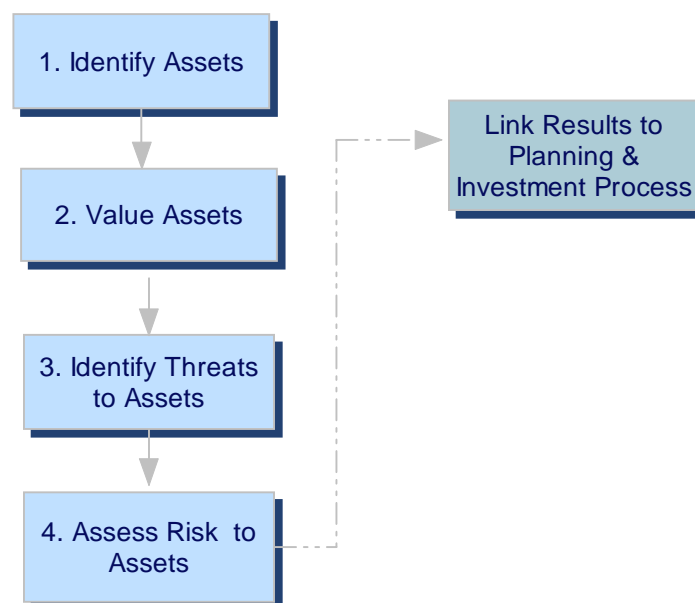 1. Identify Assets
2. Value Assets
3. Identify Threats
to Assets
4. Assess Risk  to
Assets
Link Results to
Planning &
Investment Process